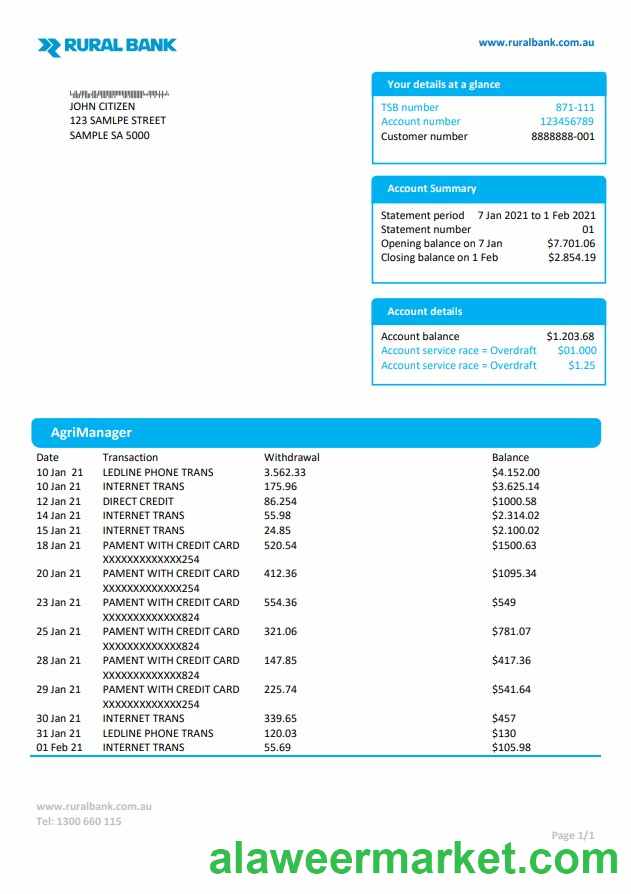 RURAL BANK
www.ruralbank.com.au
JOHN CITIZEN
123 SAMLPE STREET
SAMPLE SA 5000
Your details at a glance
TSB number 871-111
Account number 123456789
Customer number 8888888-001
Account Summary
Statement period 7 Jan 2021 to 1 Feb 2021
Statement number 01
Opening balance on 7 Jan $7.701.06
Closing balance on 1 Feb $2.854.19
Account details
Account balance $1.203.68
Account service race = Overdraft $01.000
Account service race = Overdraft $1.25
AgriManager
Date Transaction Withdrawal Balance
10 Jan 21 LEDLINE PHONE TRANS 3.562.33 $4.152.00
10 Jan 21 INTERNET TRANS 175.96 $3.625.14
12 Jan 21 DIRECT CREDIT 86.254 $1000.58
14 Jan 21 INTERNET TRANS 55.98 $2.314.02
15 Jan 21 INTERNET TRANS 24.85 $2.100.02
18 Jan 21 PAMENT WITH CREDIT CARD 520.54 $1500.63
XXXXXXXXXXXXX254
20 Jan 21 PAMENT WITH CREDIT CARD 412.36 $1095.34
XXXXXXXXXXXXX254
23 Jan 21 PAMENT WITH CREDIT CARD 554.36 $549
XXXXXXXXXXXXX824
25 Jan 21 PAMENT WITH CREDIT CARD 321.06 $781.07
XXXXXXXXXXXXX824
28 Jan 21 PAMENT WITH CREDIT CARD 147.85 $417.36
XXXXXXXXXXXXX824
29 Jan 21 PAMENT WITH CREDIT CARD 225.74 $541.64
XXXXXXXXXXXXX254
30 Jan 21 INTERNET TRANS 339.65 $457
31 Jan 21 LEDLINE PHONE TRANS 120.03 $130
01 Feb 21 INTERNET TRANS 55.69 $105.98
www.ruralbank.com.au
Tel: 1300 660 115
Page 1/1
alaweermarket.com